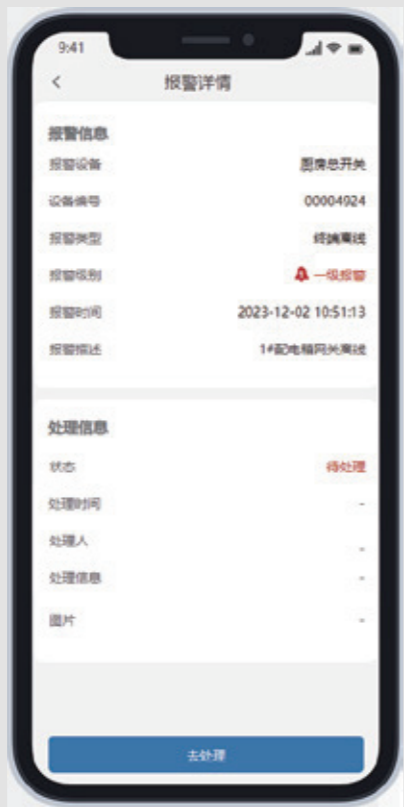 9:41
报警详情
报警信息
报警设备 厨房总开关
设备编号 00004924
报警类型 终端离线
报警级别 一级报警
报警时间 2023-12-02 10:51:13
报警描述 1#配电箱网关离线
处理信息
状态 待处理
处理时间 -
处理人 -
处理信息 -
图片 -
去处理